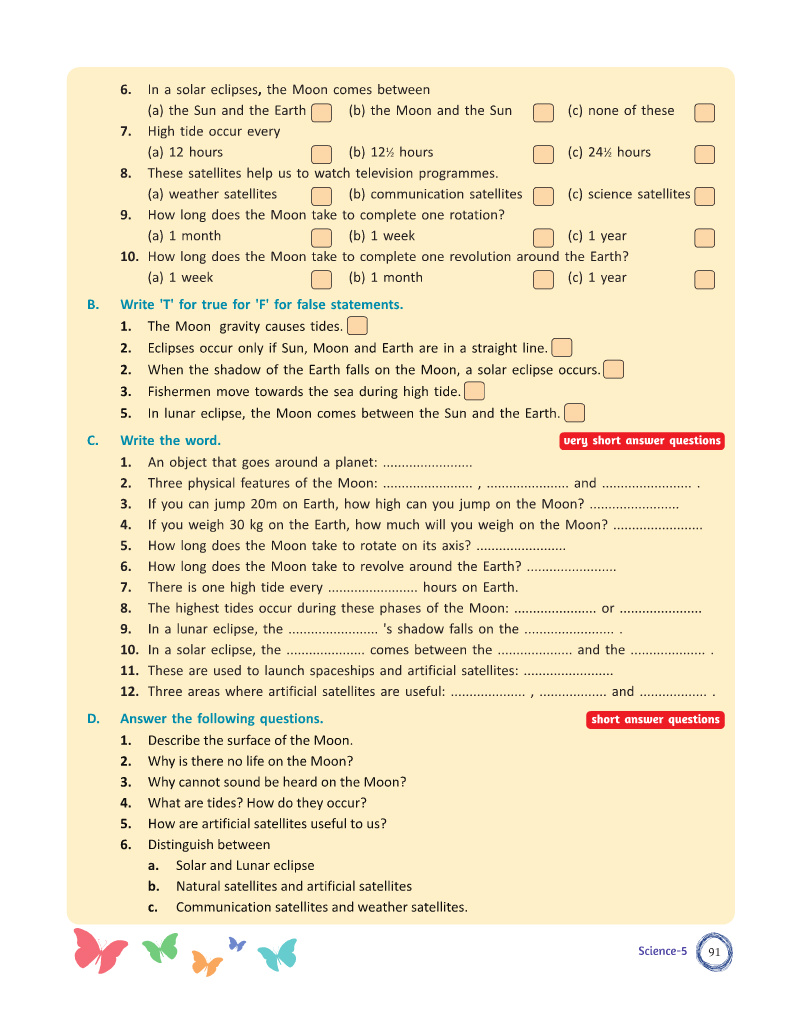 6. In a solar eclipses, the Moon comes between
(a) the Sun and the Earth (b) the Moon and the Sun (c) none of these
7. High tide occur every
(a) 12 hours (b) 12½ hours (c) 24½ hours
8. These satellites help us to watch television programmes.
(a) weather satellites (b) communication satellites (c) science satellites
9. How long does the Moon take to complete one rotation?
(a) 1 month (b) 1 week (c) 1 year
10. How long does the Moon take to complete one revolution around the Earth?
(a) 1 week (b) 1 month (c) 1 year
B. Write 'T' for true for 'F' for false statements.
1. The Moon gravity causes tides.
2. Eclipses occur only if Sun, Moon and Earth are in a straight line.
2. When the shadow of the Earth falls on the Moon, a solar eclipse occurs.
3. Fishermen move towards the sea during high tide.
5. In lunar eclipse, the Moon comes between the Sun and the Earth.
C. Write the word. very short answer questions
1. An object that goes around a planet: ........................
2. Three physical features of the Moon: ........................ , ...................... and ........................ .
3. If you can jump 20m on Earth, how high can you jump on the Moon? ........................
4. If you weigh 30 kg on the Earth, how much will you weigh on the Moon? ........................
5. How long does the Moon take to rotate on its axis? ........................
6. How long does the Moon take to revolve around the Earth? ........................
7. There is one high tide every ........................ hours on Earth.
8. The highest tides occur during these phases of the Moon: ...................... or ......................
9. In a lunar eclipse, the ........................ 's shadow falls on the ........................ .
10. In a solar eclipse, the ..................... comes between the .................... and the .................... .
11. These are used to launch spaceships and artificial satellites: ........................
12. Three areas where artificial satellites are useful: .................... , .................. and .................. .
D. Answer the following questions. short answer questions
1. Describe the surface of the Moon.
2. Why is there no life on the Moon?
3. Why cannot sound be heard on the Moon?
4. What are tides? How do they occur?
5. How are artificial satellites useful to us?
6. Distinguish between
a. Solar and Lunar eclipse
b. Natural satellites and artificial satellites
c. Communication satellites and weather satellites.
Science-5 91